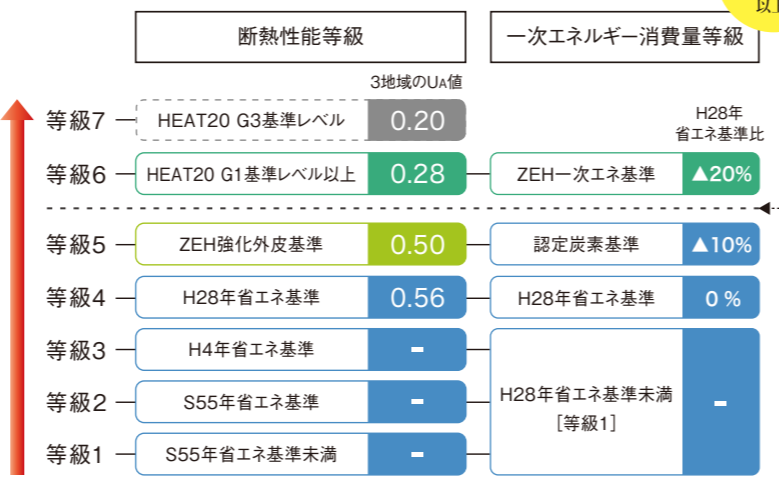 以上
断熱性能等級
一次エネルギー消費量等級
3地域のUA値
H28年
省エネ基準比
等級7
HEAT20 G3基準レベル
0.20
等級6
HEAT20 G1基準レベル以上
0.28
ZEH一次エネ基準
▲20%
等級5
ZEH強化外皮基準
0.50
認定炭素基準
▲10%
等級4
H28年省エネ基準
0.56
H28年省エネ基準
0%
等級3
H4年省エネ基準
-
等級2
S55年省エネ基準
-
H28年省エネ基準未満
[等級1]
-
等級1
S55年省エネ基準未満
-